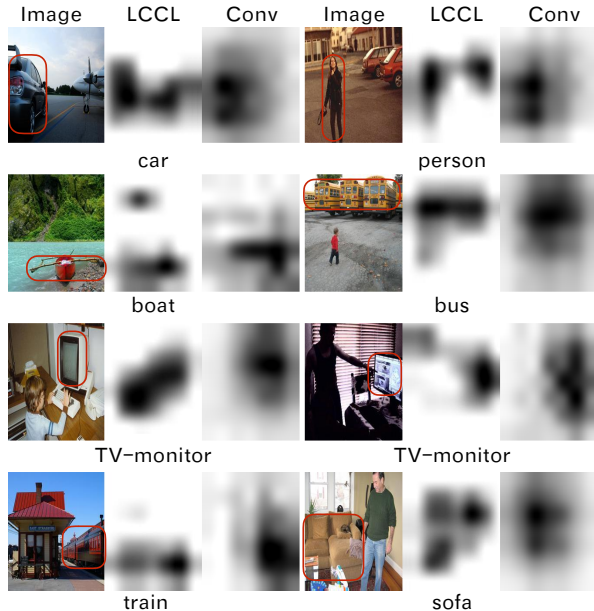 Image LCCL Conv Image LCCL Conv
car person
boat bus
TV-monitor TV-monitor
train sofa